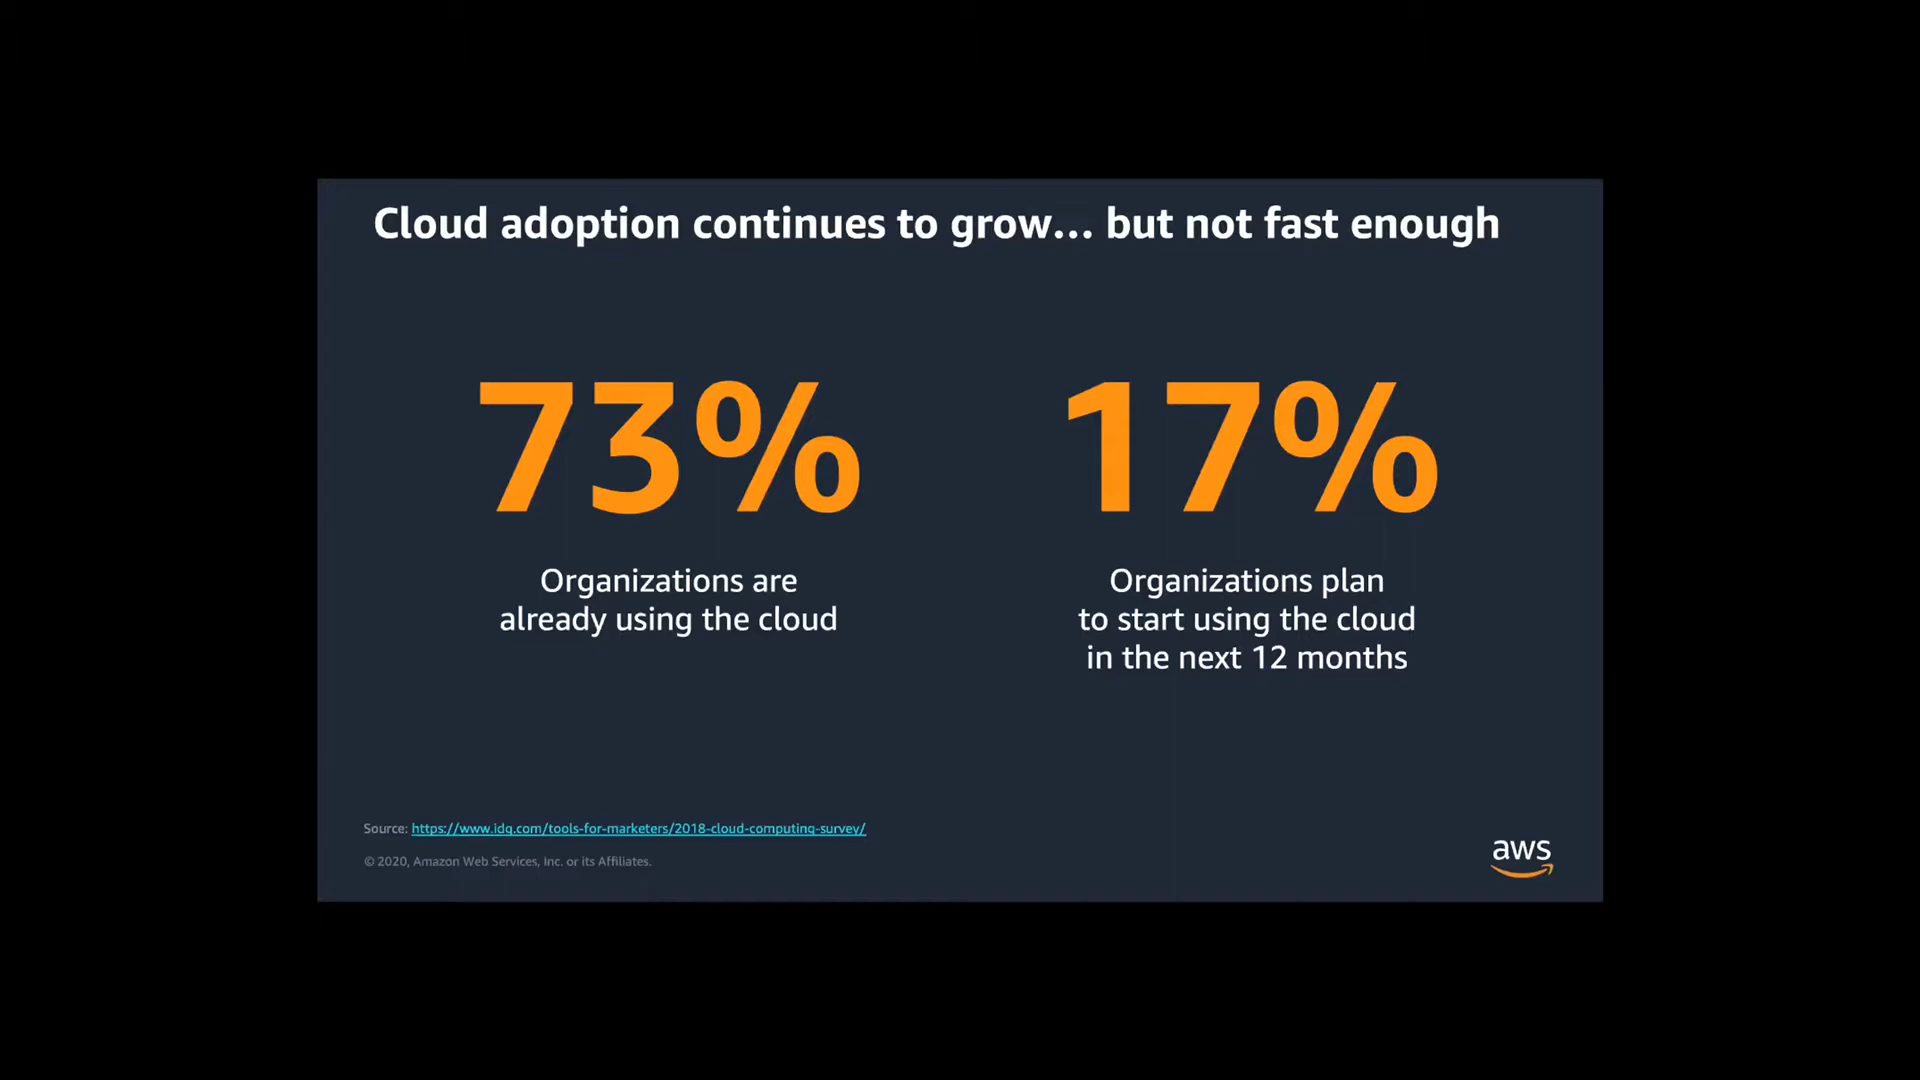 Cloud adoption continues to grow... but not fast enough
73%
Organizations are
already using the cloud
17%
Organizations plan
to start using the cloud
in the next 12 months
Source: https://www.idg.com/tools-for-marketers/2018-cloud-computing-survey/
© 2020, Amazon Web Services, Inc. or its Affiliates.
aws